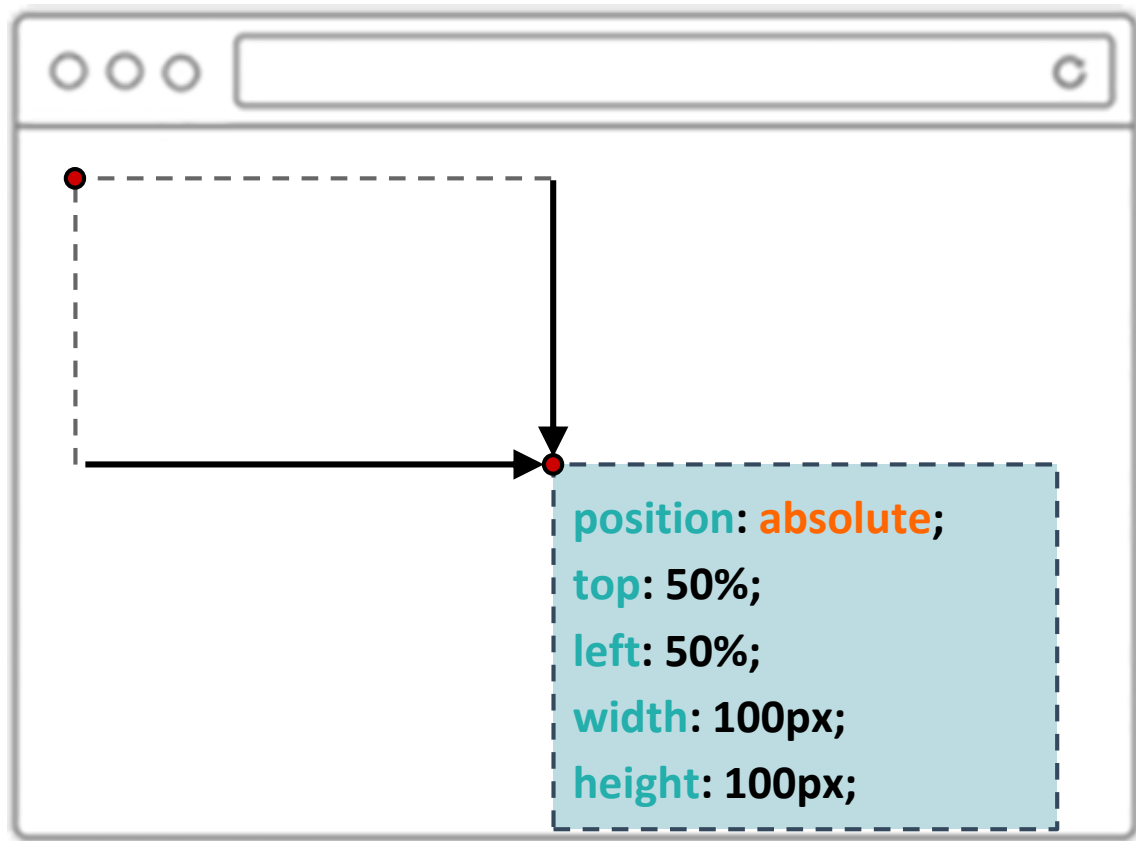 position: absolute;
top: 50%;
left: 50%;
width: 100px;
height: 100px;